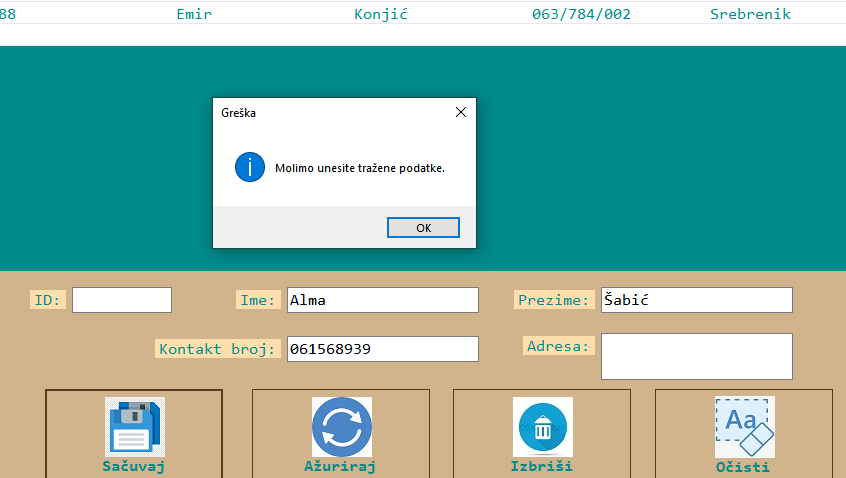 88 Emir Konjić 063/784/002 Srebrenik
Greška
Molimo unesite tražene podatke.
OK
ID: Ime: Alma Prezime: Šabić
Kontakt broj: 061568939 Adresa:
Sačuvaj Ažuriraj Izbriši Očisti
Aa